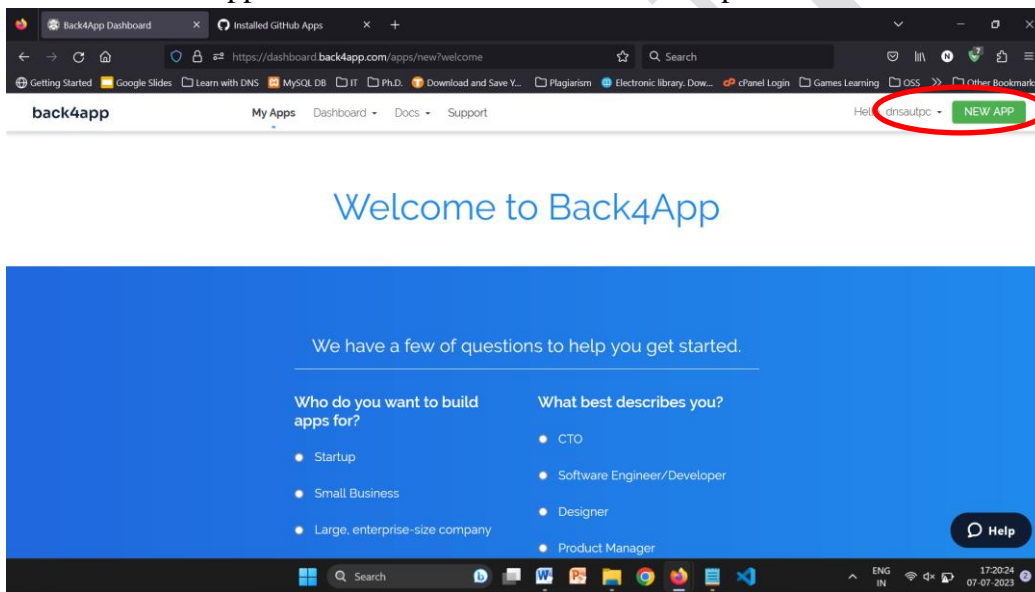 Back4App Dashboard
Installed GitHub Apps
https://dashboard.back4app.com/apps/new?welcome
Search
Getting Started Google Slides Learn with DNS MySQL DB IT Ph.D. Download and Save Y... Plagiarism Electronic library. Dow... cPanel Login Games Learning OSS Other Bookmark
back4app My Apps Dashboard Docs Support dnsautpc NEW APP
Welcome to Back4App
We have a few of questions to help you get started.
Who do you want to build
apps for?
Startup
Small Business
Large, enterprise-size company
What best describes you?
CTO
Software Engineer/Developer
Designer
Product Manager
Help
Search
ENG
IN
17:20:24
07-07-2023